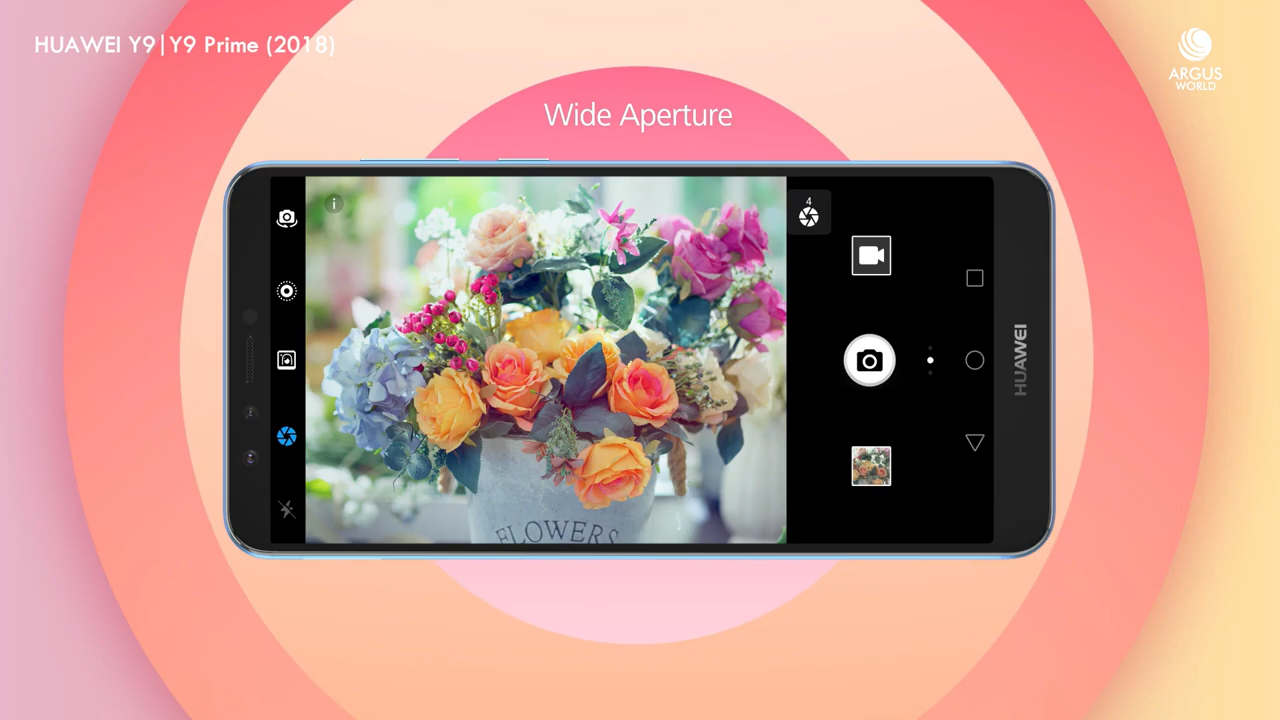 HUAWEI Y9|Y9 Prime (2018)
ARGUS
WORLD
Wide Aperture
i
4
HUAWEI
FLOWERS